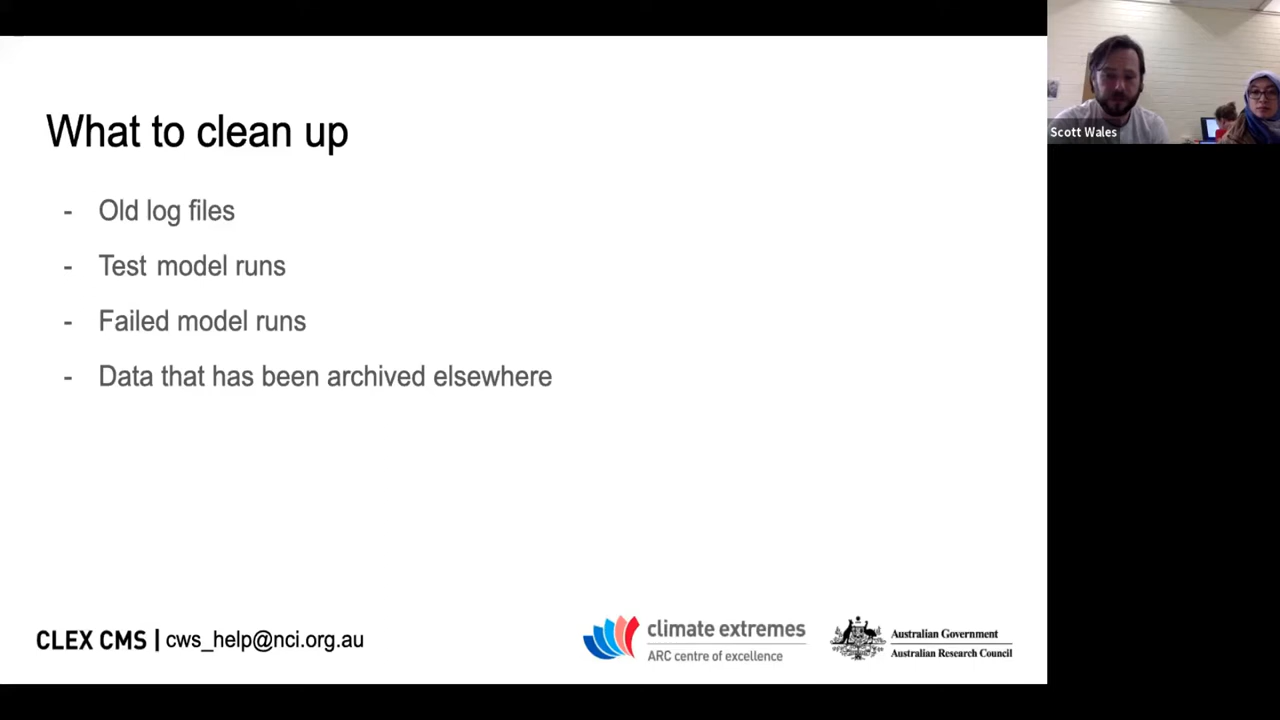 What to clean up
- Old log files
- Test model runs
- Failed model runs
- Data that has been archived elsewhere
CLEX CMS | cws_help@nci.org.au
climate extremes
ARC centre of excellence
Australian Government
Australian Research Council
Scott Wales